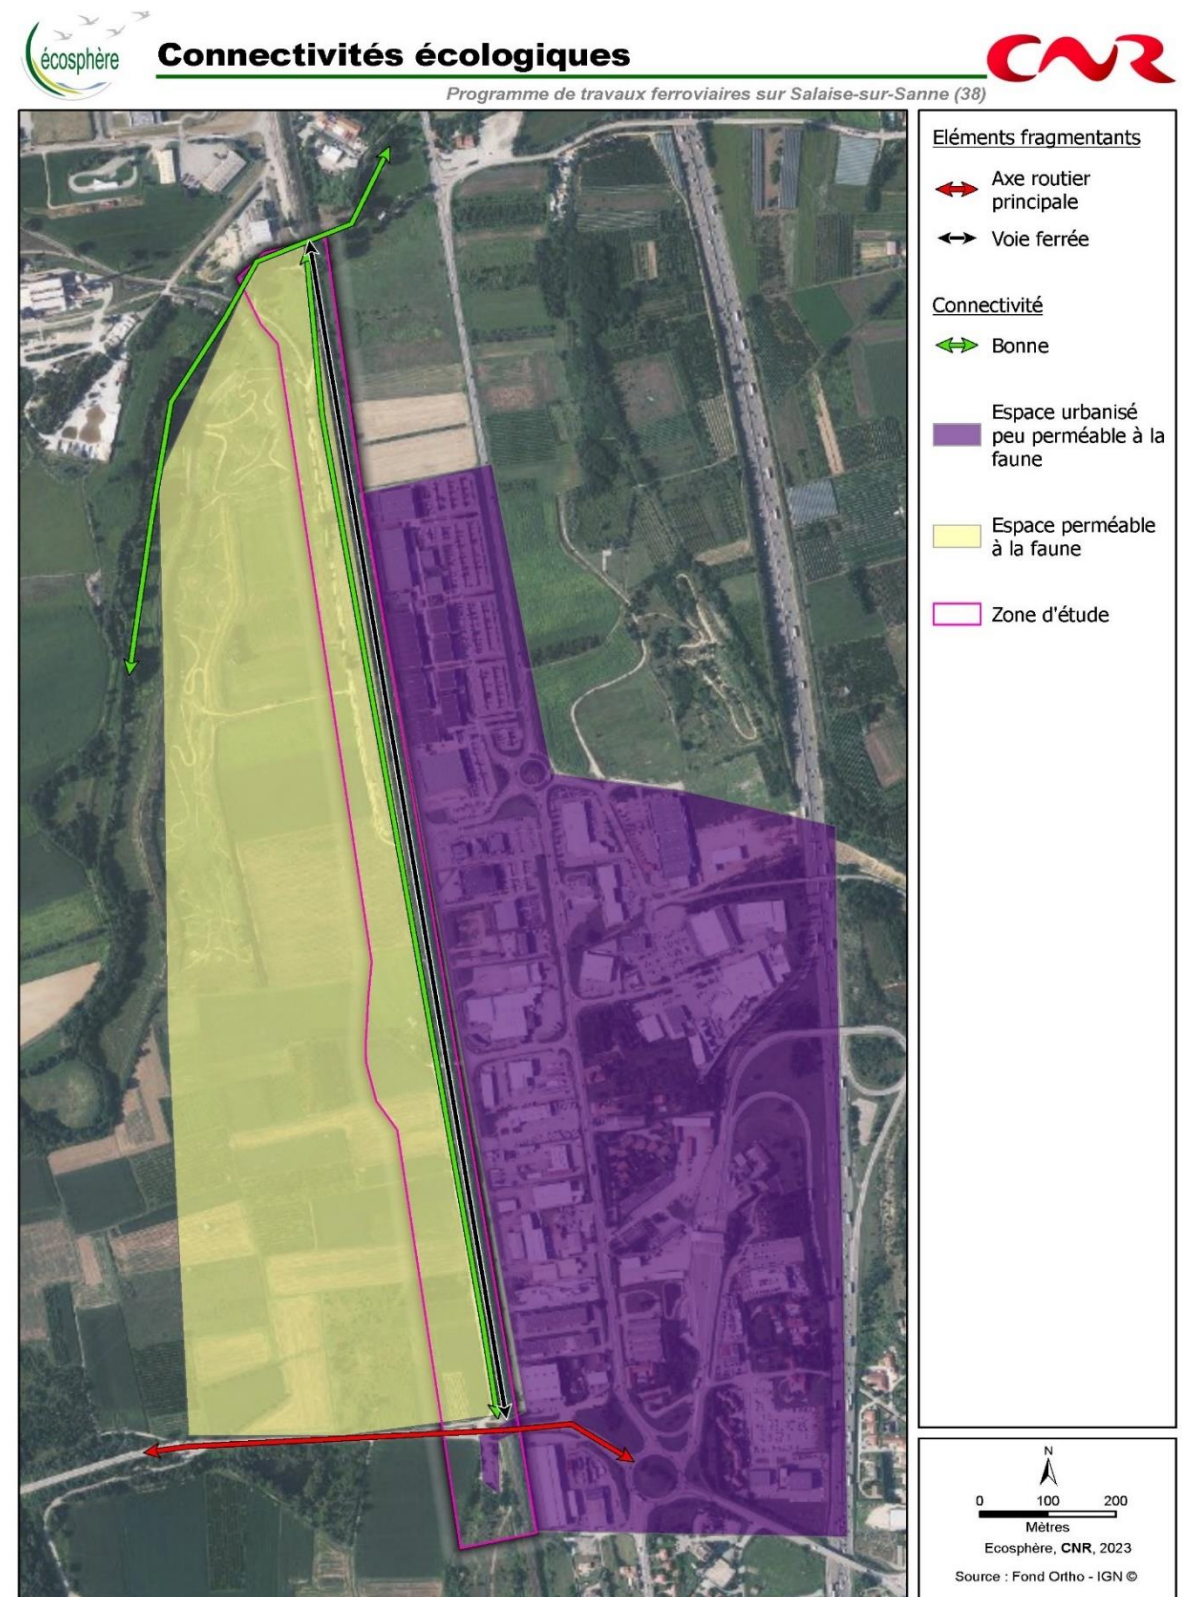 écosphère
Connectivités écologiques
CNR
Programme de travaux ferroviaires sur Salaise-sur-Sanne (38)
Eléments fragmentants
Axe routier
principale
Voie ferrée
Connectivité
Bonne
Espace urbanisé
peu perméable à la
faune
Espace perméable
à la faune
Zone d'étude
N
0 100 200
Mètres
Ecosphère, CNR, 2023
Source : Fond Ortho - IGN ©